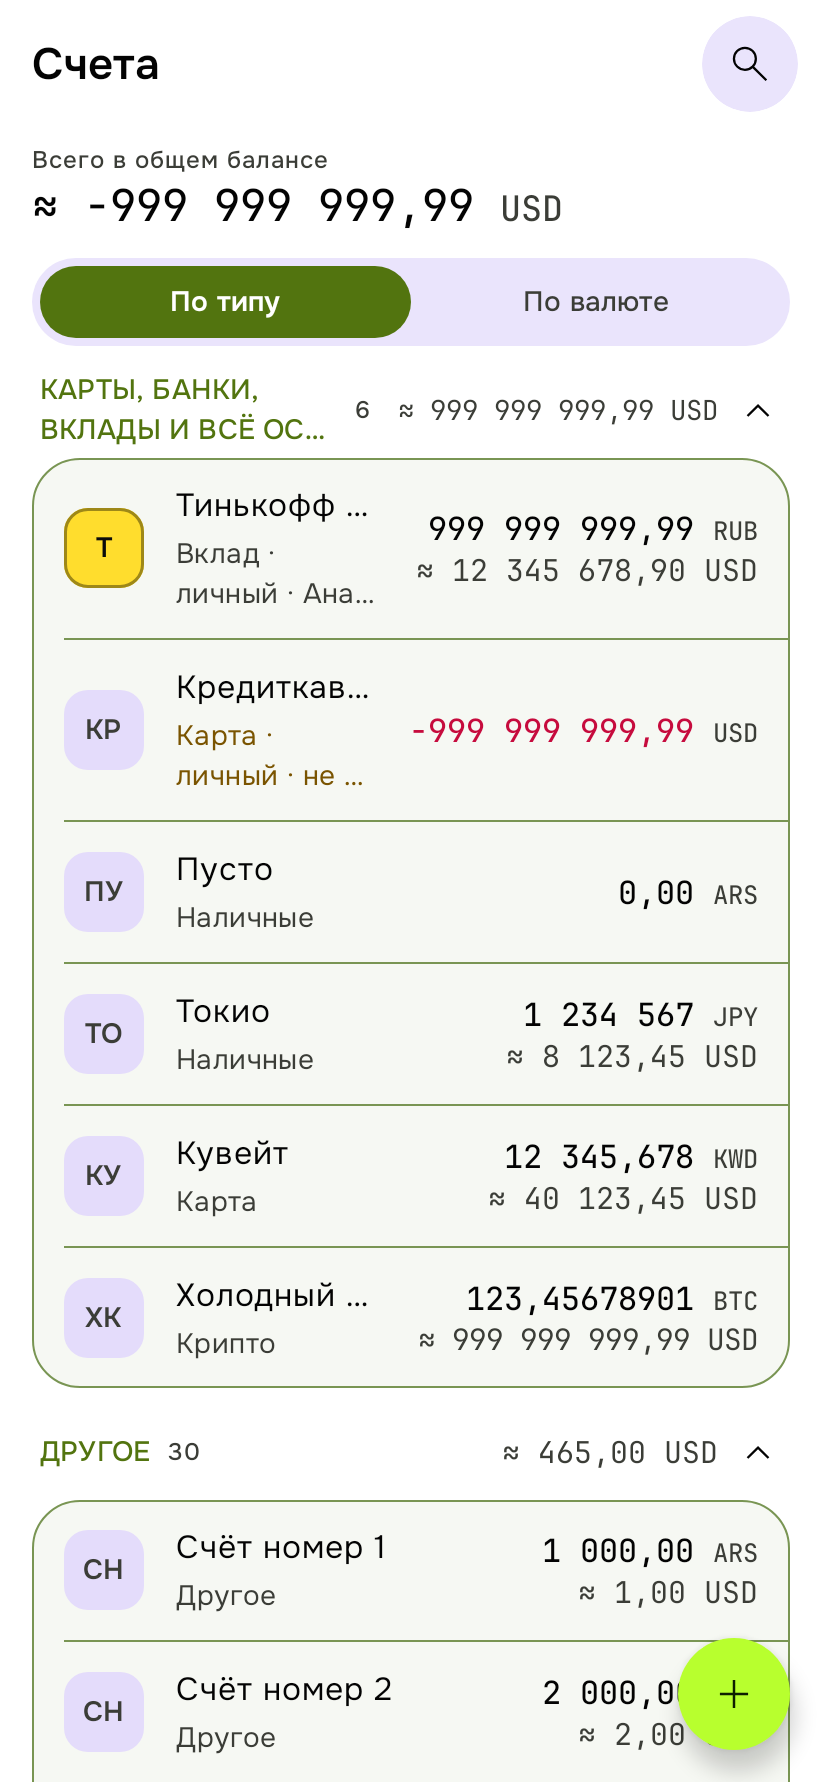 Счета
Всего в общем балансе
≈ -999 999 999,99 USD
По типу По валюте
КАРТЫ, БАНКИ,
ВКЛАДЫ И ВСЁ ОС... 6 ≈ 999 999 999,99 USD
Т Тинькофф ... 999 999 999,99 RUB
Вклад · ≈ 12 345 678,90 USD
личный · Ана...
КР Кредиткав... -999 999 999,99 USD
Карта ·
личный · не ...
ПУ Пусто 0,00 ARS
Наличные
ТО Токио 1 234 567 JPY
Наличные ≈ 8 123,45 USD
КУ Кувейт 12 345,678 KWD
Карта ≈ 40 123,45 USD
ХК Холодный ... 123,45678901 BTC
Крипто ≈ 999 999 999,99 USD
ДРУГОЕ 30 ≈ 465,00 USD
СН Счёт номер 1 1 000,00 ARS
Другое ≈ 1,00 USD
СН Счёт номер 2 2 000,0
Другое ≈ 2,00